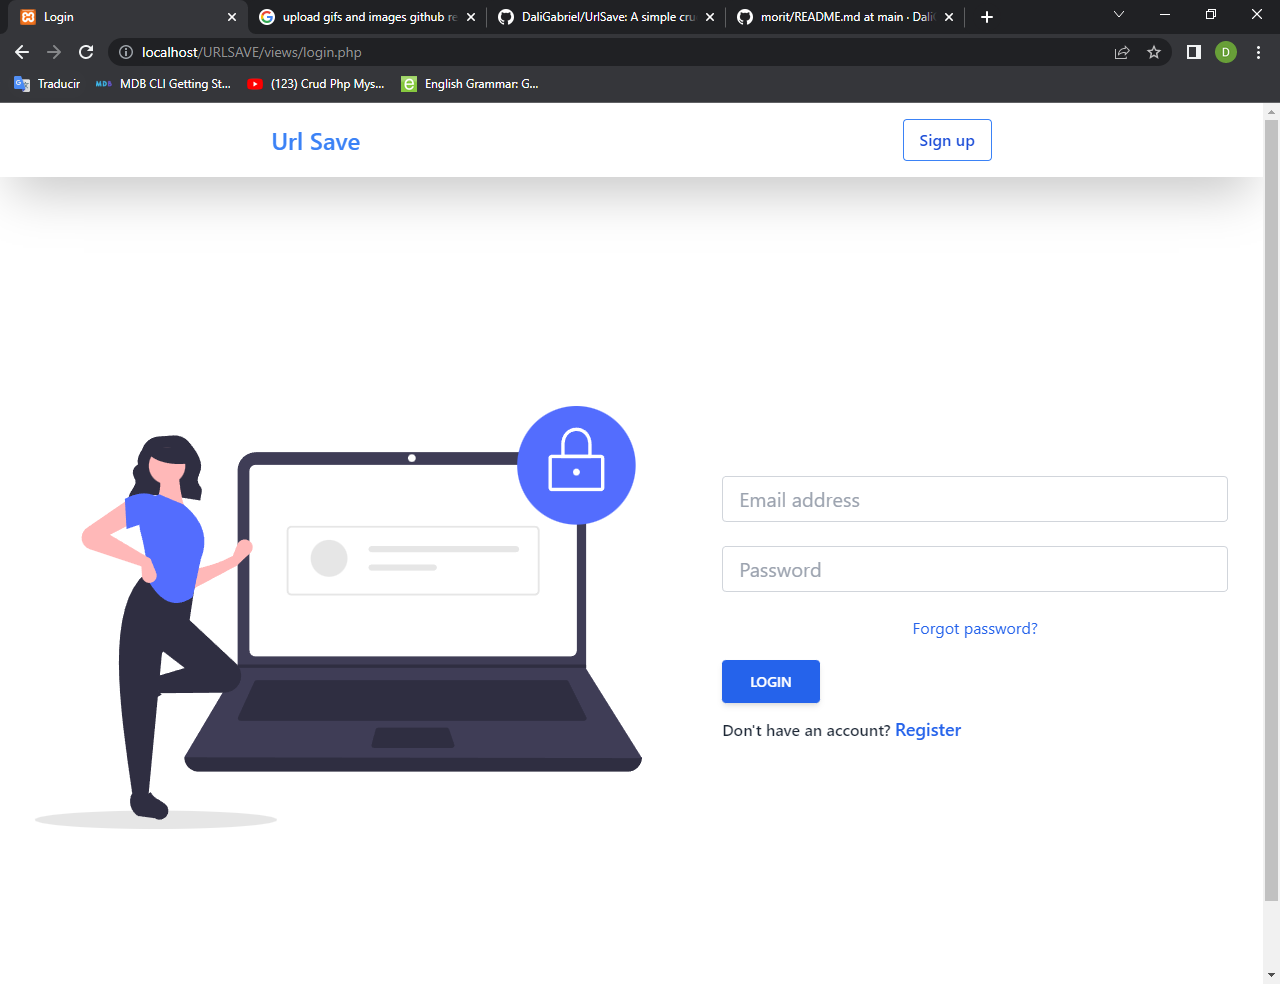 Login
upload gifs and images github re
DaliGabriel/UrlSave: A simple cru
morit/README.md at main · Dali
localhost/URLSAVE/views/login.php
D
Traducir
MDB
MDB CLI Getting St...
(123) Crud Php Mys...
e
English Grammar: G...
Url Save
Sign up
Email address
Password
Forgot password?
LOGIN
Don't have an account? Register